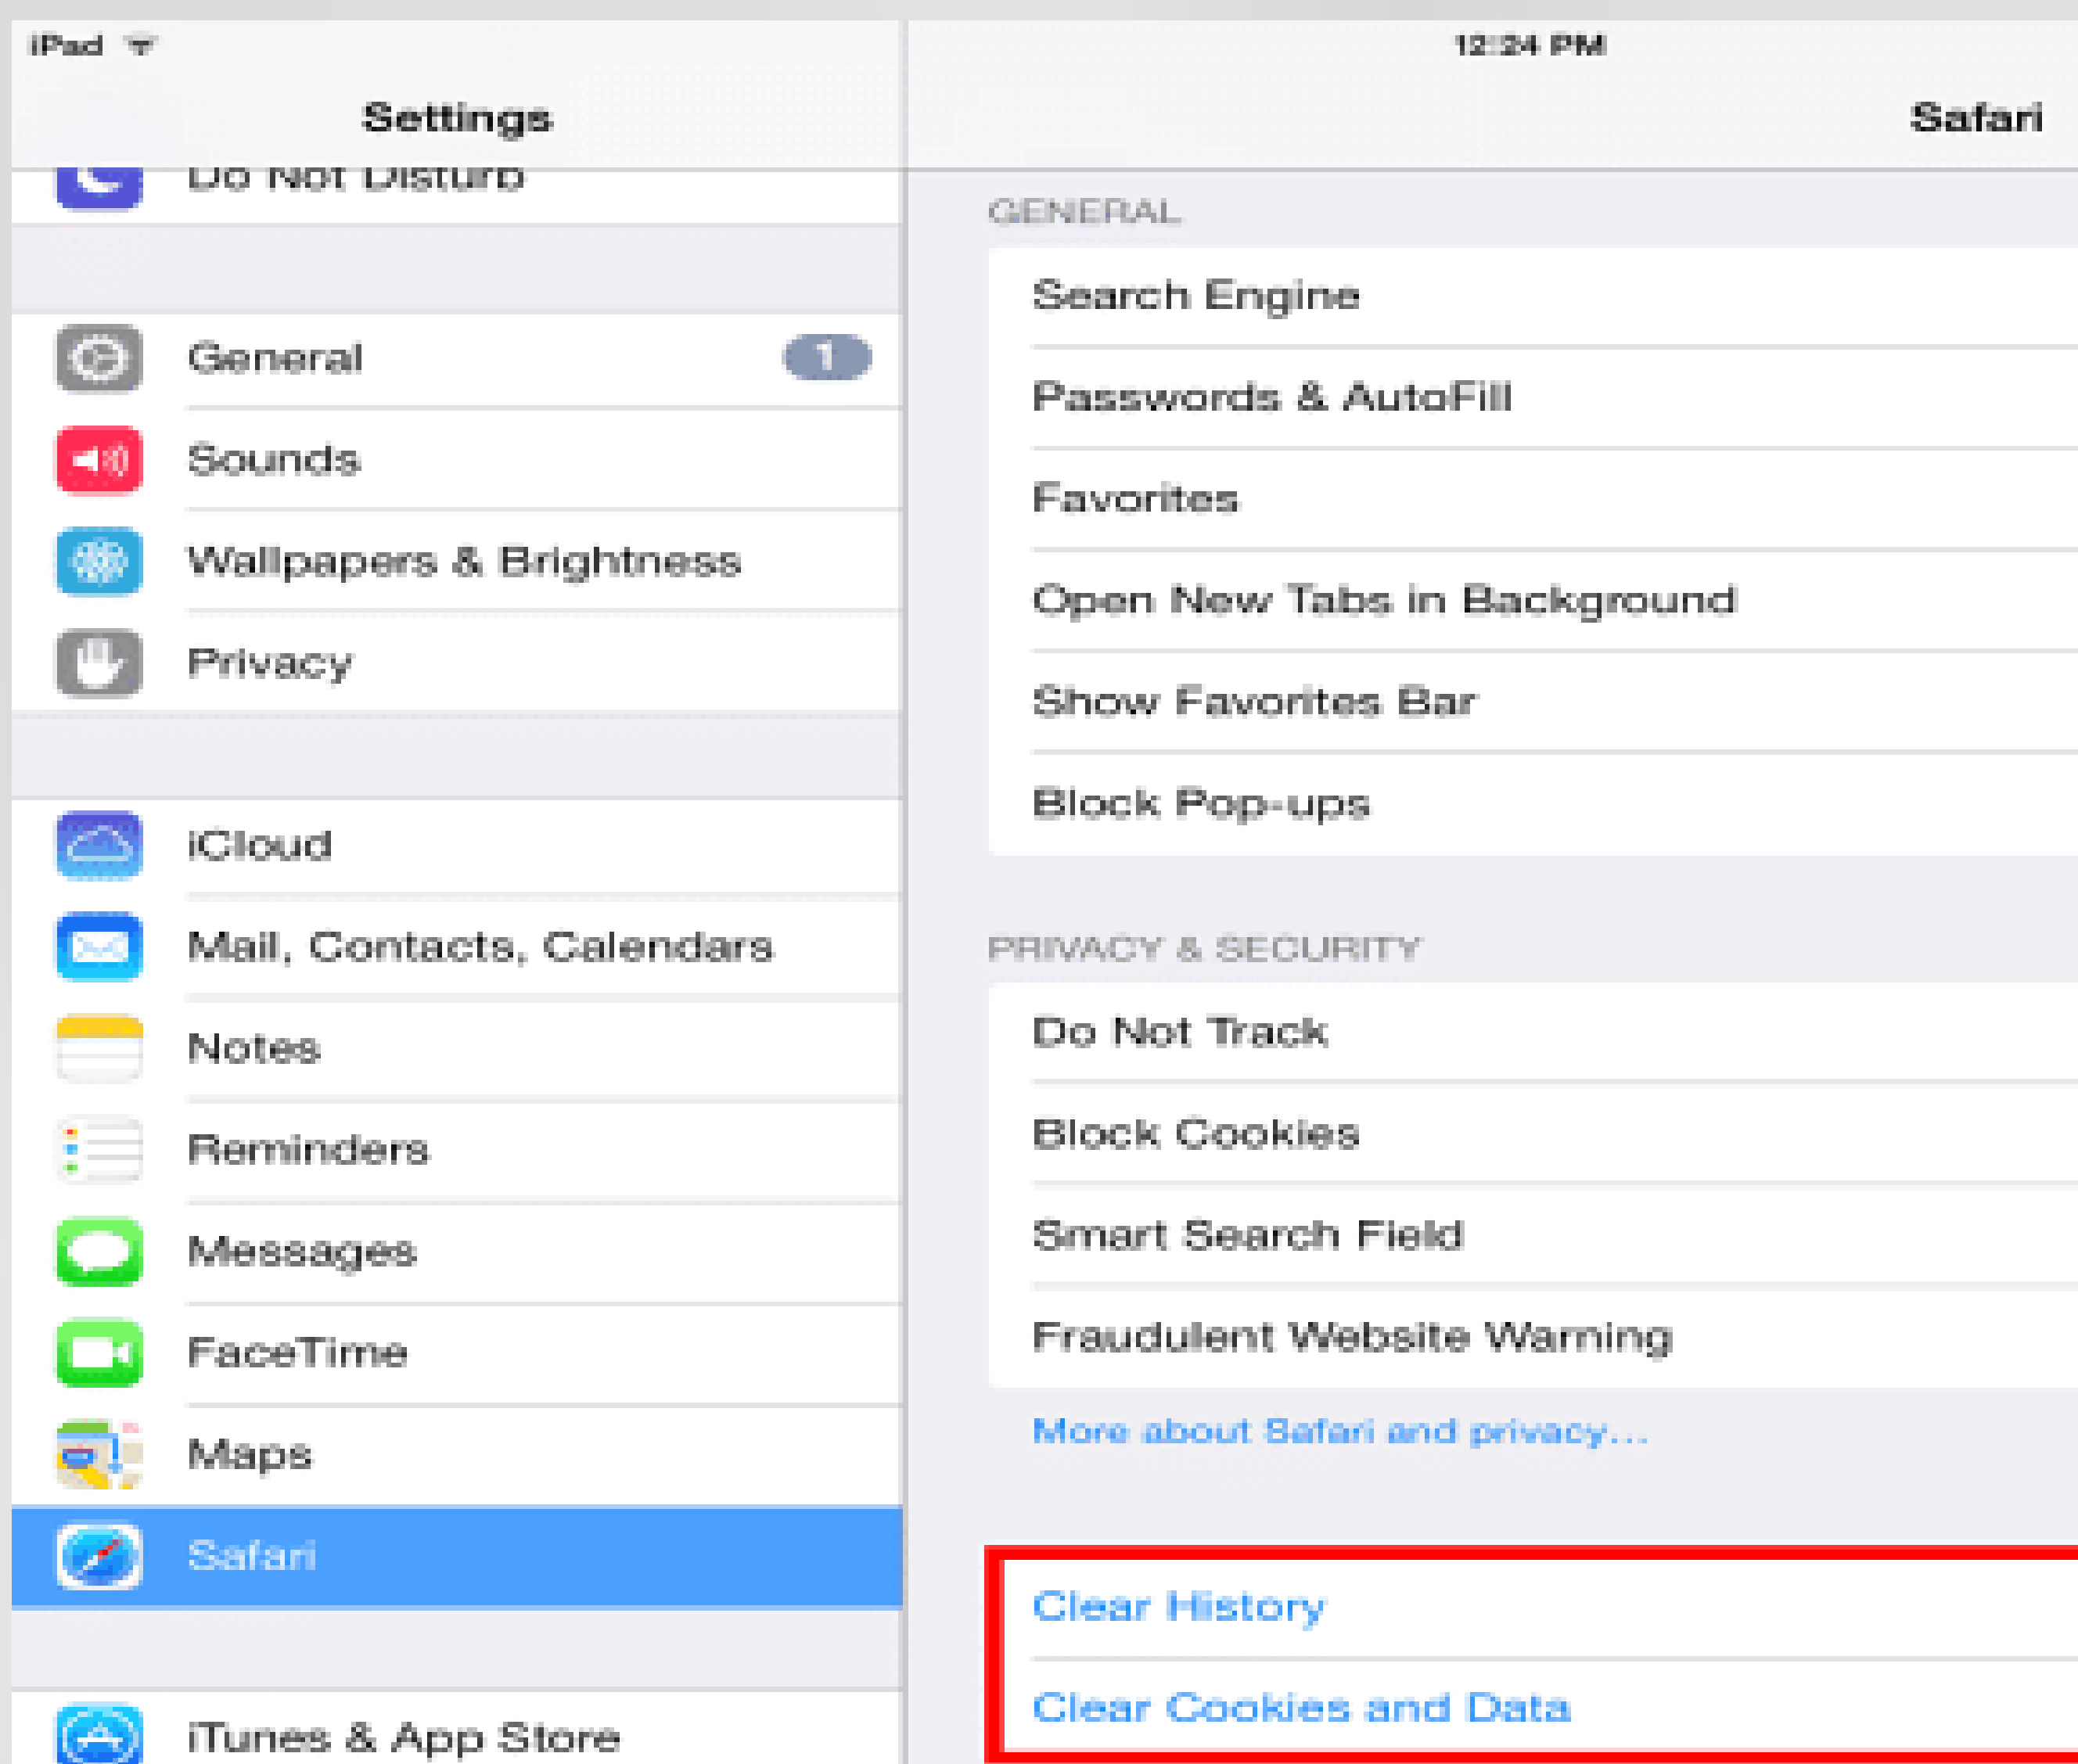 iPad
12:24 PM
Settings
Safari
Do Not Disturb
General 1
Sounds
Wallpapers & Brightness
Privacy
iCloud
Mail, Contacts, Calendars
Notes
Reminders
Messages
FaceTime
Maps
Safari
iTunes & App Store
GENERAL
Search Engine
Passwords & AutoFill
Favorites
Open New Tabs in Background
Show Favorites Bar
Block Pop-ups
PRIVACY & SECURITY
Do Not Track
Block Cookies
Smart Search Field
Fraudulent Website Warning
More about Safari and privacy...
Clear History
Clear Cookies and Data